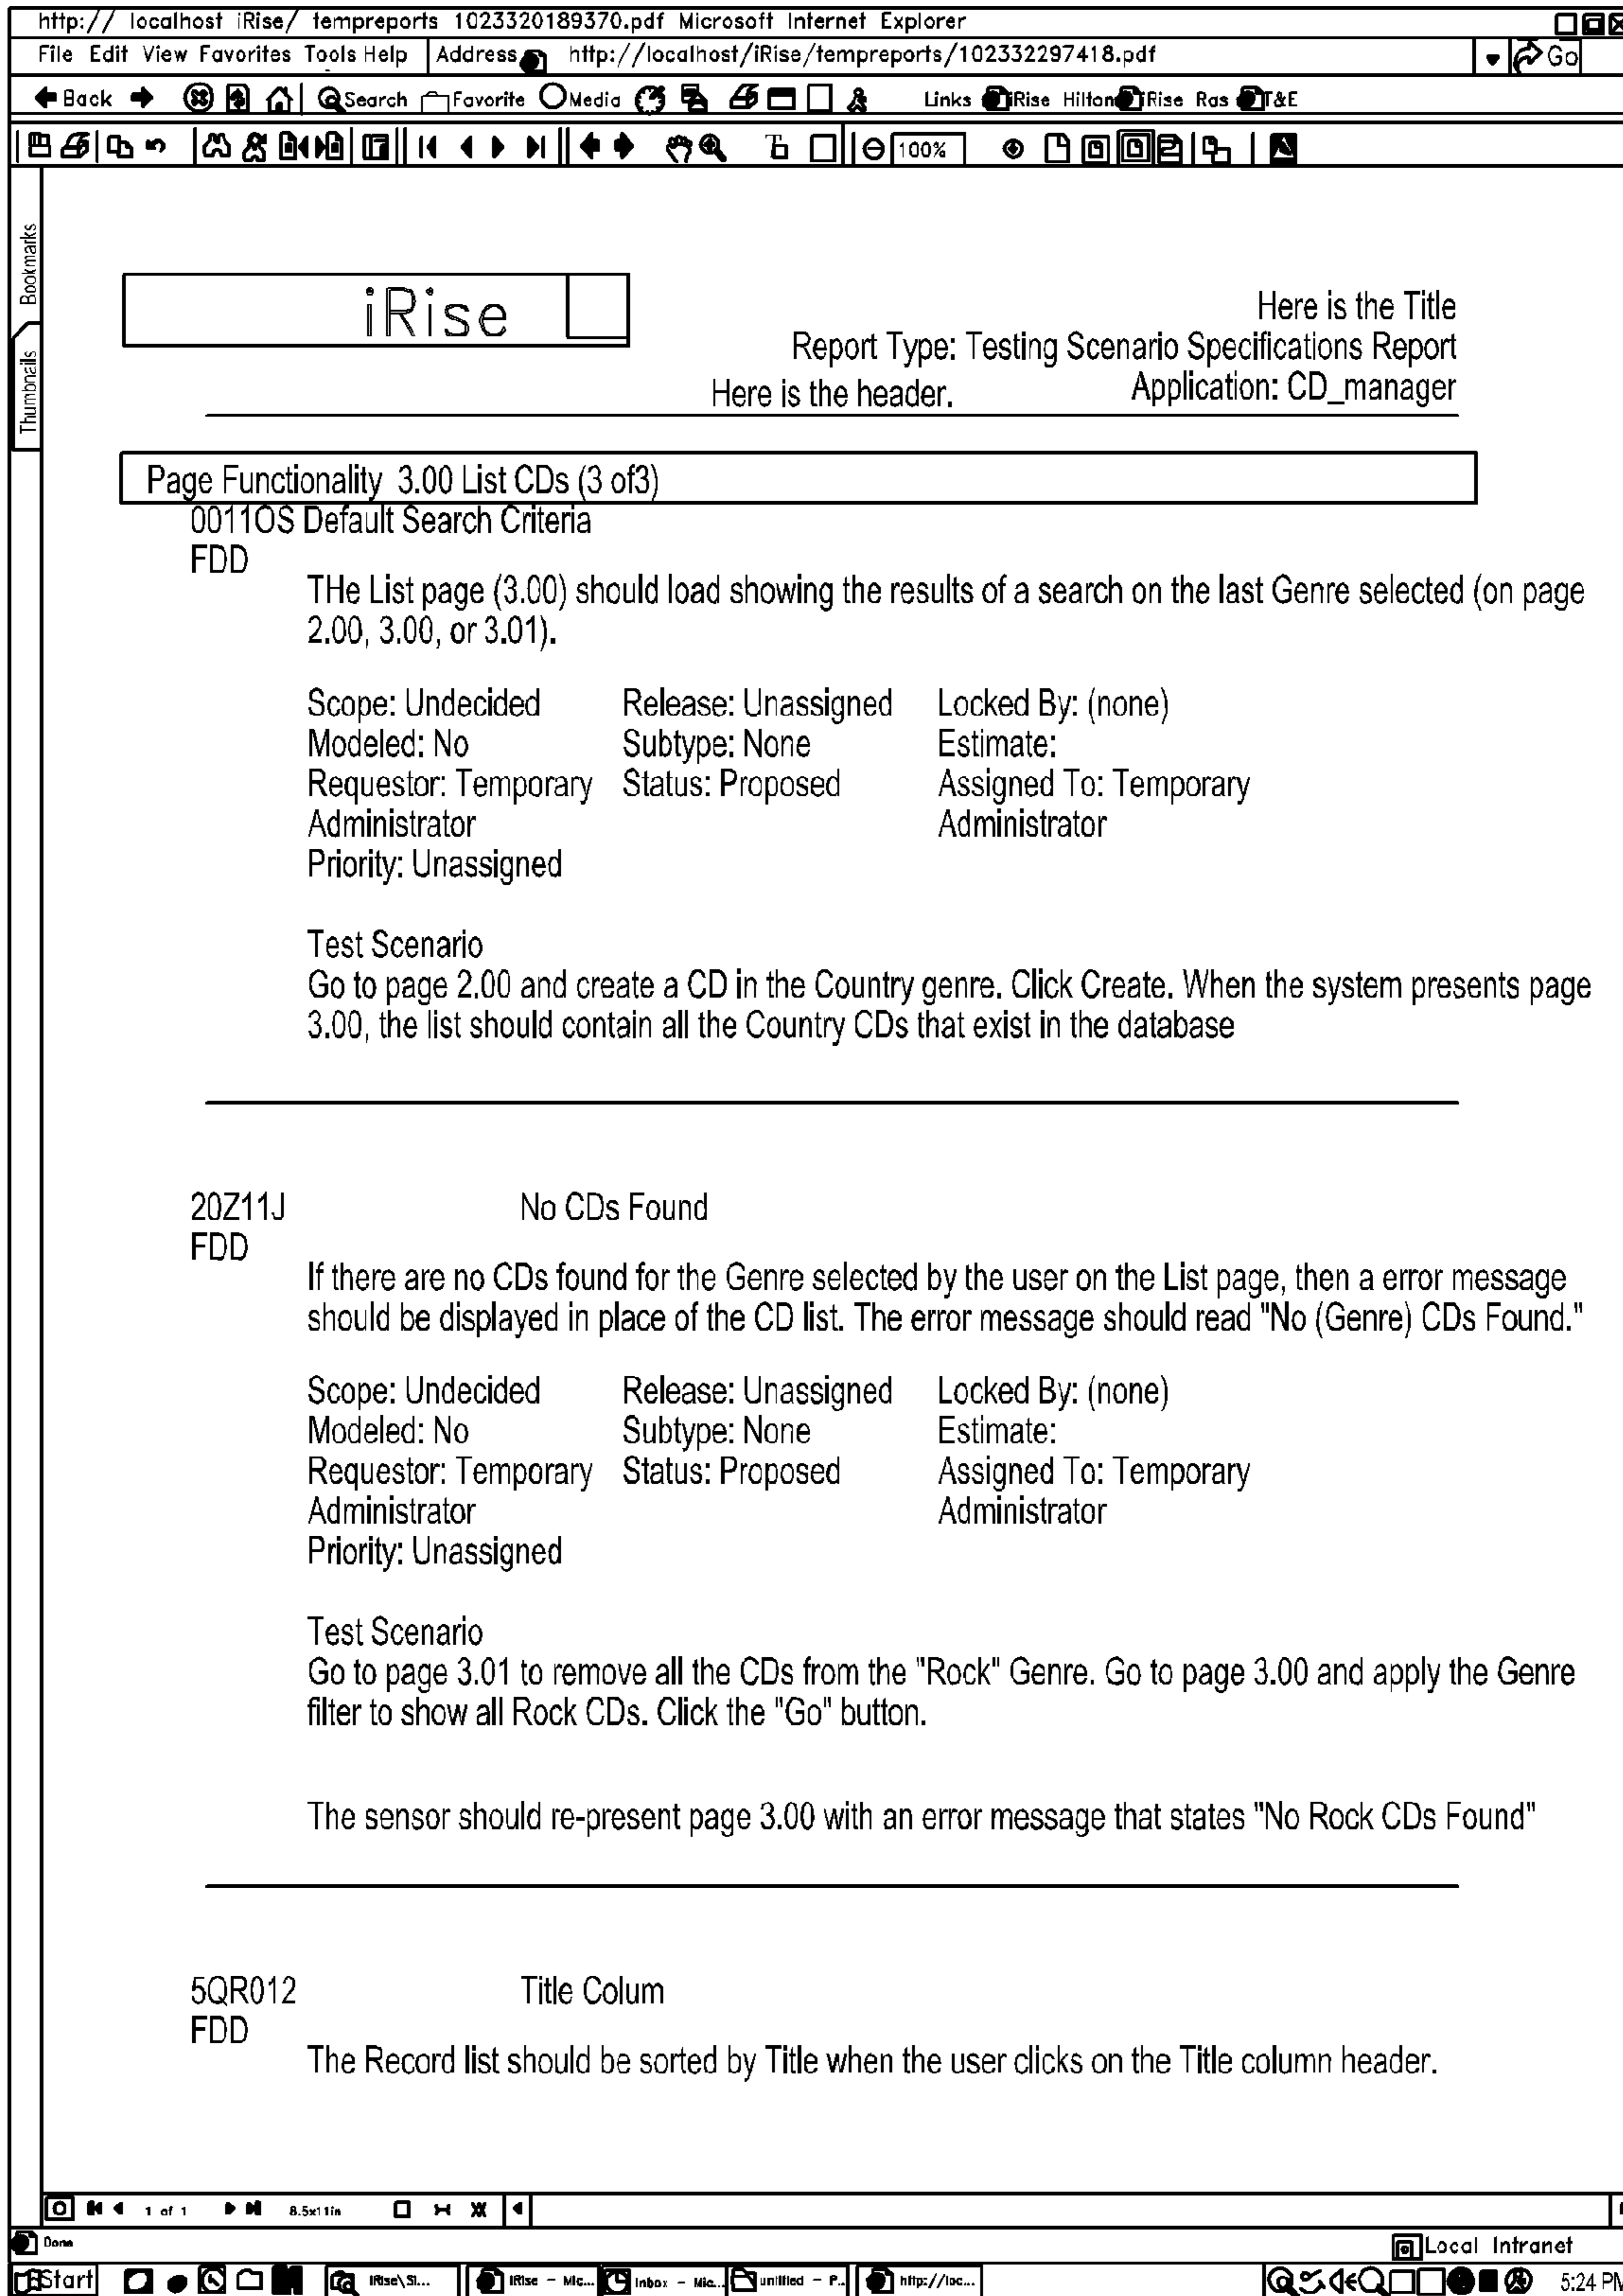 http:// localhost iRise/ tempreports 1023320189370.pdf Microsoft Internet Explorer
File Edit View Favorites Tools Help Address http://localhost/iRise/tempreports/102332297418.pdf Go
Back Search Favorite Media Links iRise Hilton iRise Ras T&E
100%
Bookmarks
Thumbnails
iRise
Here is the Title
Report Type: Testing Scenario Specifications Report
Here is the header. Application: CD_manager
Page Functionality 3.00 List CDs (3 of3)
0011OS Default Search Criteria
FDD
THe List page (3.00) should load showing the results of a search on the last Genre selected (on page
2.00, 3.00, or 3.01).
Scope: Undecided Release: Unassigned Locked By: (none)
Modeled: No Subtype: None Estimate:
Requestor: Temporary Status: Proposed Assigned To: Temporary
Administrator Administrator
Priority: Unassigned
Test Scenario
Go to page 2.00 and create a CD in the Country genre. Click Create. When the system presents page
3.00, the list should contain all the Country CDs that exist in the database
20Z11J No CDs Found
FDD
If there are no CDs found for the Genre selected by the user on the List page, then a error message
should be displayed in place of the CD list. The error message should read "No (Genre) CDs Found."
Scope: Undecided Release: Unassigned Locked By: (none)
Modeled: No Subtype: None Estimate:
Requestor: Temporary Status: Proposed Assigned To: Temporary
Administrator Administrator
Priority: Unassigned
Test Scenario
Go to page 3.01 to remove all the CDs from the "Rock" Genre. Go to page 3.00 and apply the Genre
filter to show all Rock CDs. Click the "Go" button.
The sensor should re-present page 3.00 with an error message that states "No Rock CDs Found"
5QR012 Title Colum
FDD
The Record list should be sorted by Title when the user clicks on the Title column header.
1 of 1 8.5x11in
Done Local Intranet
Start iRise\Sl... iRise - Mic... Inbox - Mic... untitled - P.. http://loc... 5:24 PM